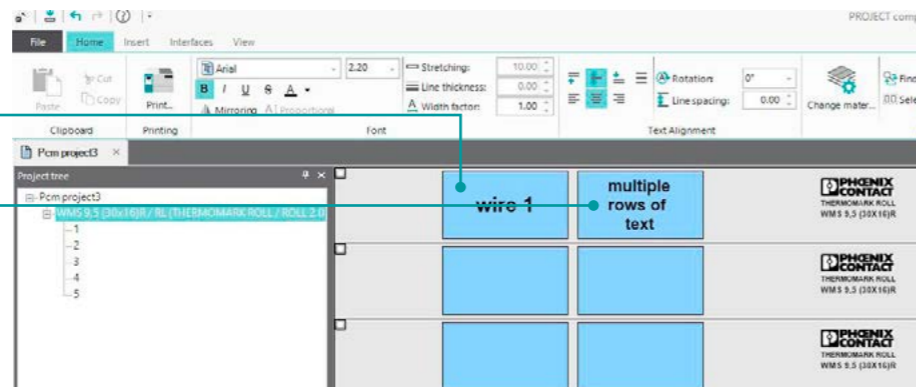 PROJECT comp
File Home Insert Interfaces View
Cut
Copy
Paste
Print...
Arial 2.20
B I U S A
Mirroring A Proportional
Stretching: 10.00
Line thickness: 0.00
Width factor: 1.00
Rotation: 0°
Line spacing: 0.00
Change mater...
Find
Sele
Clipboard Printing Font Text Alignment
Pcm project3
Project tree
Pcm project3
WMS 9,5 (30x16)R / RL (THERMOMARK ROLL / ROLL 2.0)
1
2
3
4
5
wire 1
multiple
rows of
text
PHŒNIX
CONTACT
THERMOMARK ROLL
WMS 9,5 (30X16)R
PHŒNIX
CONTACT
THERMOMARK ROLL
WMS 9,5 (30X16)R
PHŒNIX
CONTACT
THERMOMARK ROLL
WMS 9,5 (30X16)R